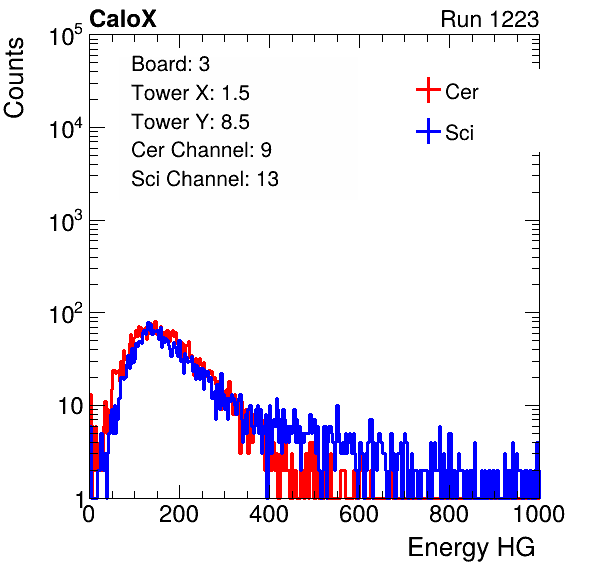 CaloX Run 1223
Counts
Board: 3
Tower X: 1.5
Tower Y: 8.5
Cer Channel: 9
Sci Channel: 13
Cer
Sci
10^5
10^4
10^3
10^2
10
1
0 200 400 600 800 1000
Energy HG